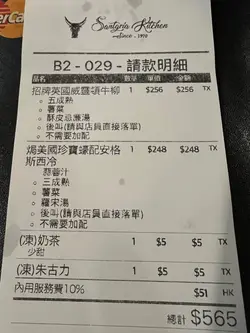 Santoria Kitchen
Since . 1970
B2 - 029 - 請款明細
品名 數量 單價 金額
招牌英國威靈頓牛柳 1 $256 $256 TX
。五成熟
。薯菜
。酥皮忌廉湯
。後叫(請與店員直接落單)
。不需要加配
焗美國珍寶蠔配安格 1 $248 $248 TX
斯西冷
蒜蓉汁
。三成熟
。薯菜
。羅宋湯
。後叫(請與店員直接落單)
。不需要加配
(凍)奶茶 1 $5 $5 TX
少甜
(凍)朱古力 1 $5 $5 TX
內用服務費10% $51 HK
總計 $565